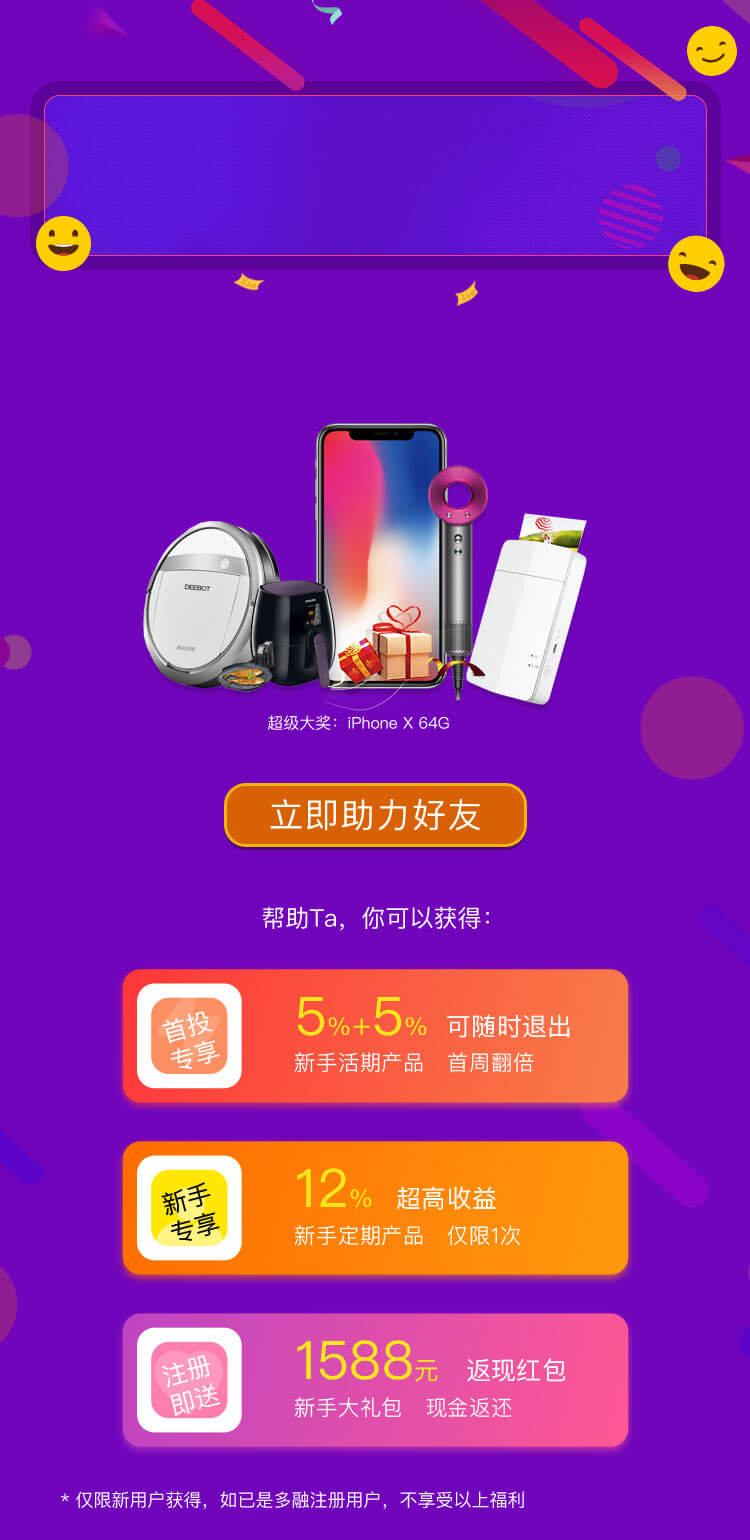 DEEBOT
超级大奖：iPhone X 64G
立即助力好友
帮助Ta，你可以获得：
首投
专享
5%+5% 可随时退出
新手活期产品 首周翻倍
新手
专享
12% 超高收益
新手定期产品 仅限1次
注册
即送
1588元 返现红包
新手大礼包 现金返还
* 仅限新用户获得，如已是多融注册用户，不享受以上福利